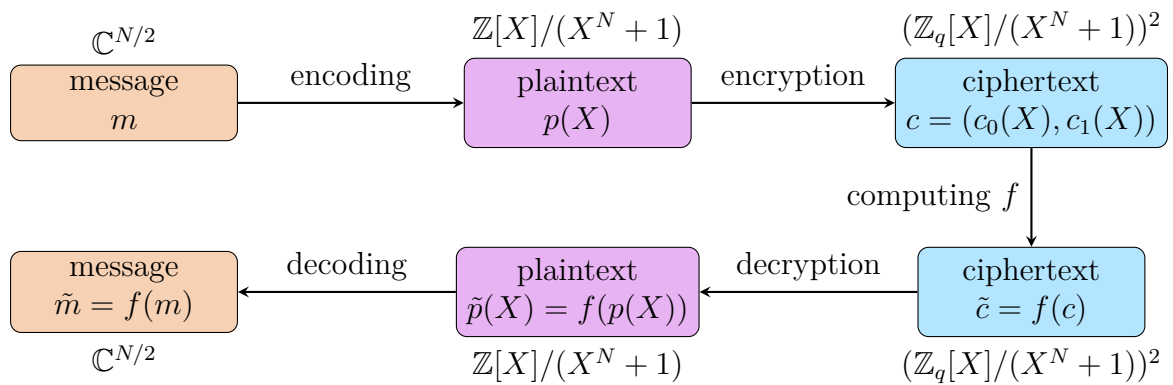 ℂ^{N/2}
ℤ[X]/(X^N + 1)
(ℤ_q[X]/(X^N + 1))^2
message
m
encoding
plaintext
p(X)
encryption
ciphertext
c = (c_0(X), c_1(X))
computing f
message
m̃ = f(m)
decoding
plaintext
p̃(X) = f(p(X))
decryption
ciphertext
c̃ = f(c)
ℂ^{N/2}
ℤ[X]/(X^N + 1)
(ℤ_q[X]/(X^N + 1))^2